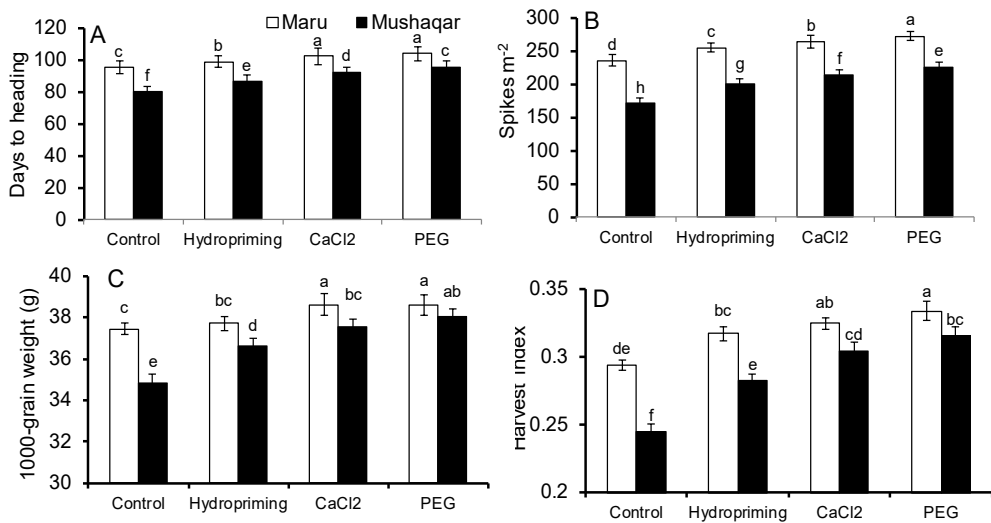 A
Maru
Mushaqar
Days to heading
120
100
80
60
40
20
0
c
f
b
e
a
d
a
c
Control
Hydropriming
CaCl2
PEG
B
Spikes m-2
300
250
200
150
100
50
0
d
h
c
g
b
f
a
e
Control
Hydropriming
CaCl2
PEG
C
1000-grain weight (g)
40
38
36
34
32
30
c
e
bc
d
a
bc
a
ab
Control
Hydropriming
CaCl2
PEG
D
Harvest Index
0.35
0.3
0.25
0.2
de
f
bc
e
ab
cd
a
bc
Control
Hydropriming
CaCl2
PEG